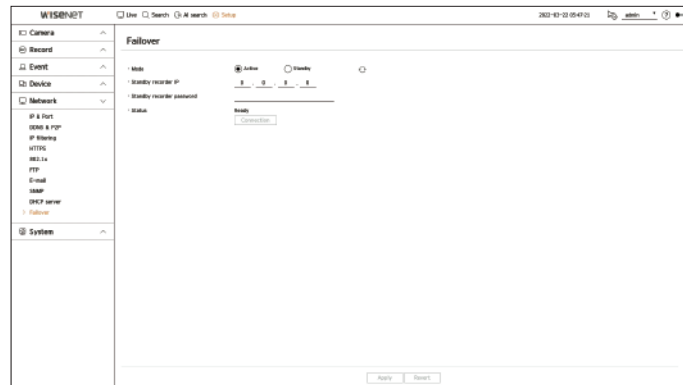 WISENET
Live Search AI search Setup
2022-03-22 05:47:21 admin
Camera
Record
Event
Device
Network
IP & Port
DDNS & P2P
IP filtering
HTTPS
802.1x
FTP
E-mail
SNMP
DHCP server
Failover
System
Failover
Mode Active Standby
Standby recorder IP 0 . 0 . 0 . 0
Standby recorder password
Status Ready
Connection
Apply Revert